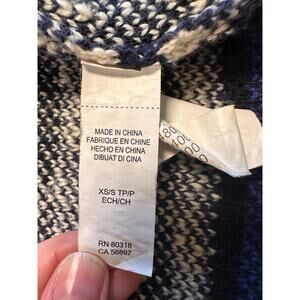 MADE IN CHINA
FABRIQUE EN CHINE
HECHO EN CHINA
DIBUAT DI CINA
XS/S TP/P
ECH/CH
RN 80318
CA 56897